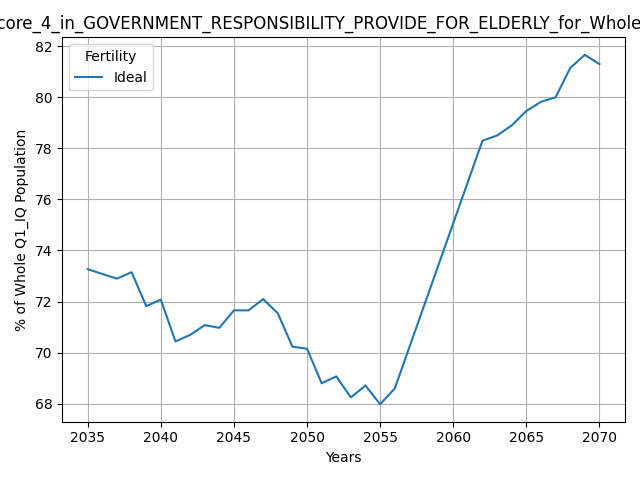 core_4_in_GOVERNMENT_RESPONSIBILITY_PROVIDE_FOR_ELDERLY_for_Whole
82
80
78
76
74
72
70
68
% of Whole Q1_IQ Population
Fertility
Ideal
2035 2040 2045 2050 2055 2060 2065 2070
Years